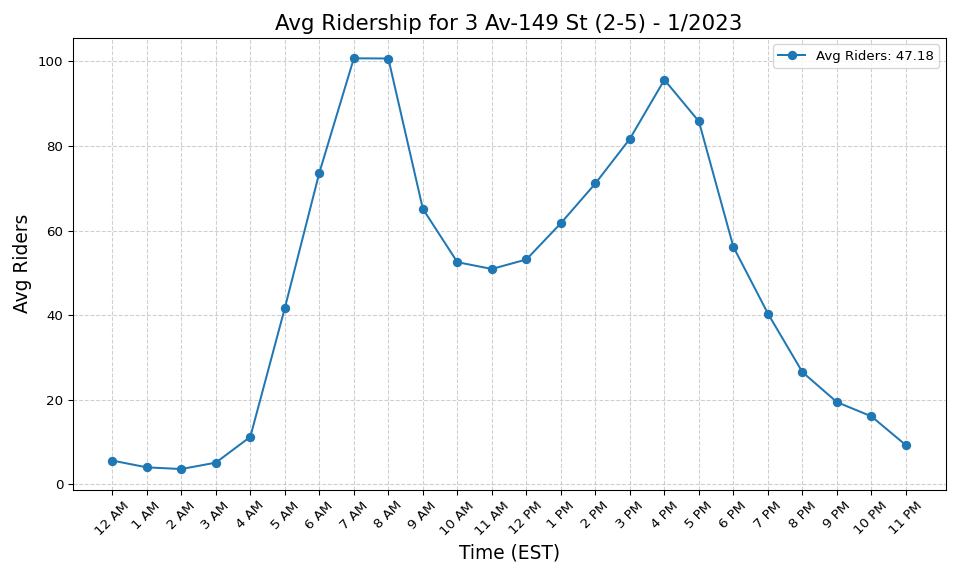 Avg Ridership for 3 Av-149 St (2-5) - 1/2023
Avg Riders: 47.18
Avg Riders
100
80
60
40
20
0
12 AM
1 AM
2 AM
3 AM
4 AM
5 AM
6 AM
7 AM
8 AM
9 AM
10 AM
11 AM
12 PM
1 PM
2 PM
3 PM
4 PM
5 PM
6 PM
7 PM
8 PM
9 PM
10 PM
11 PM
Time (EST)